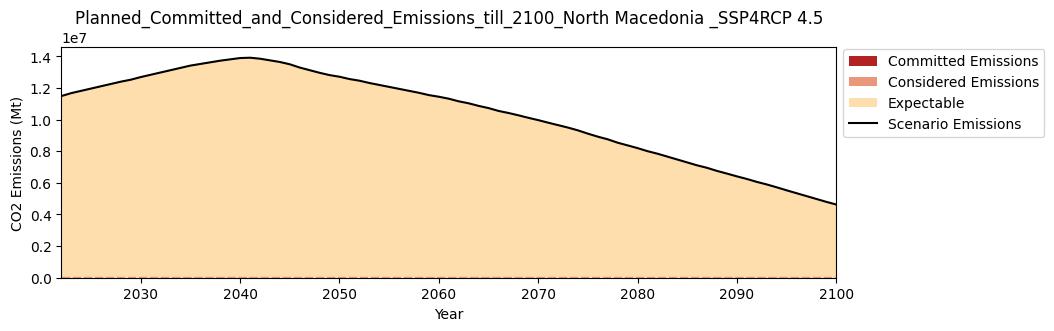 Planned_Committed_and_Considered_Emissions_till_2100_North Macedonia _SSP4RCP 4.5
1e7
1.4
1.2
1.0
0.8
0.6
0.4
0.2
0.0
CO2 Emissions (Mt)
2030
2040
2050
2060
2070
2080
2090
2100
Year
Committed Emissions
Considered Emissions
Expectable
Scenario Emissions